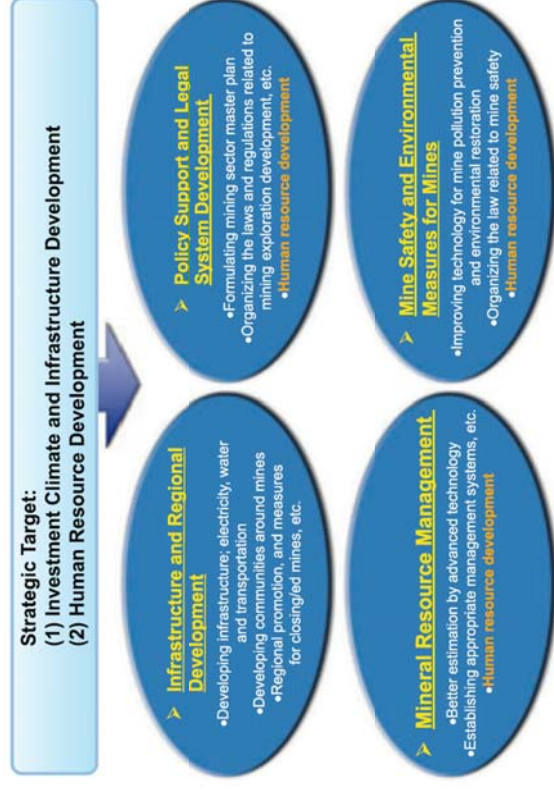 Strategic Target:
(1) Investment Climate and Infrastructure Development
(2) Human Resource Development
➢ Infrastructure and Regional
Development
•Developing infrastructure; electricity, water
and transportation
•Developing communities around mines
•Regional promotion, and measures
for closing/ed mines, etc.
➢ Policy Support and Legal
System Development
•Formulating mining sector master plan
•Organizing the laws and regulations related to
mining exploration development, etc.
•Human resource development
➢ Mineral Resource Management
•Better estimation by advanced technology
•Establishing appropriate management systems, etc.
•Human resource development
➢ Mine Safety and Environmental
Measures for Mines
•Improving technology for mine pollution prevention
and environmental restoration
•Organizing the law related to mine safety
•Human resource development